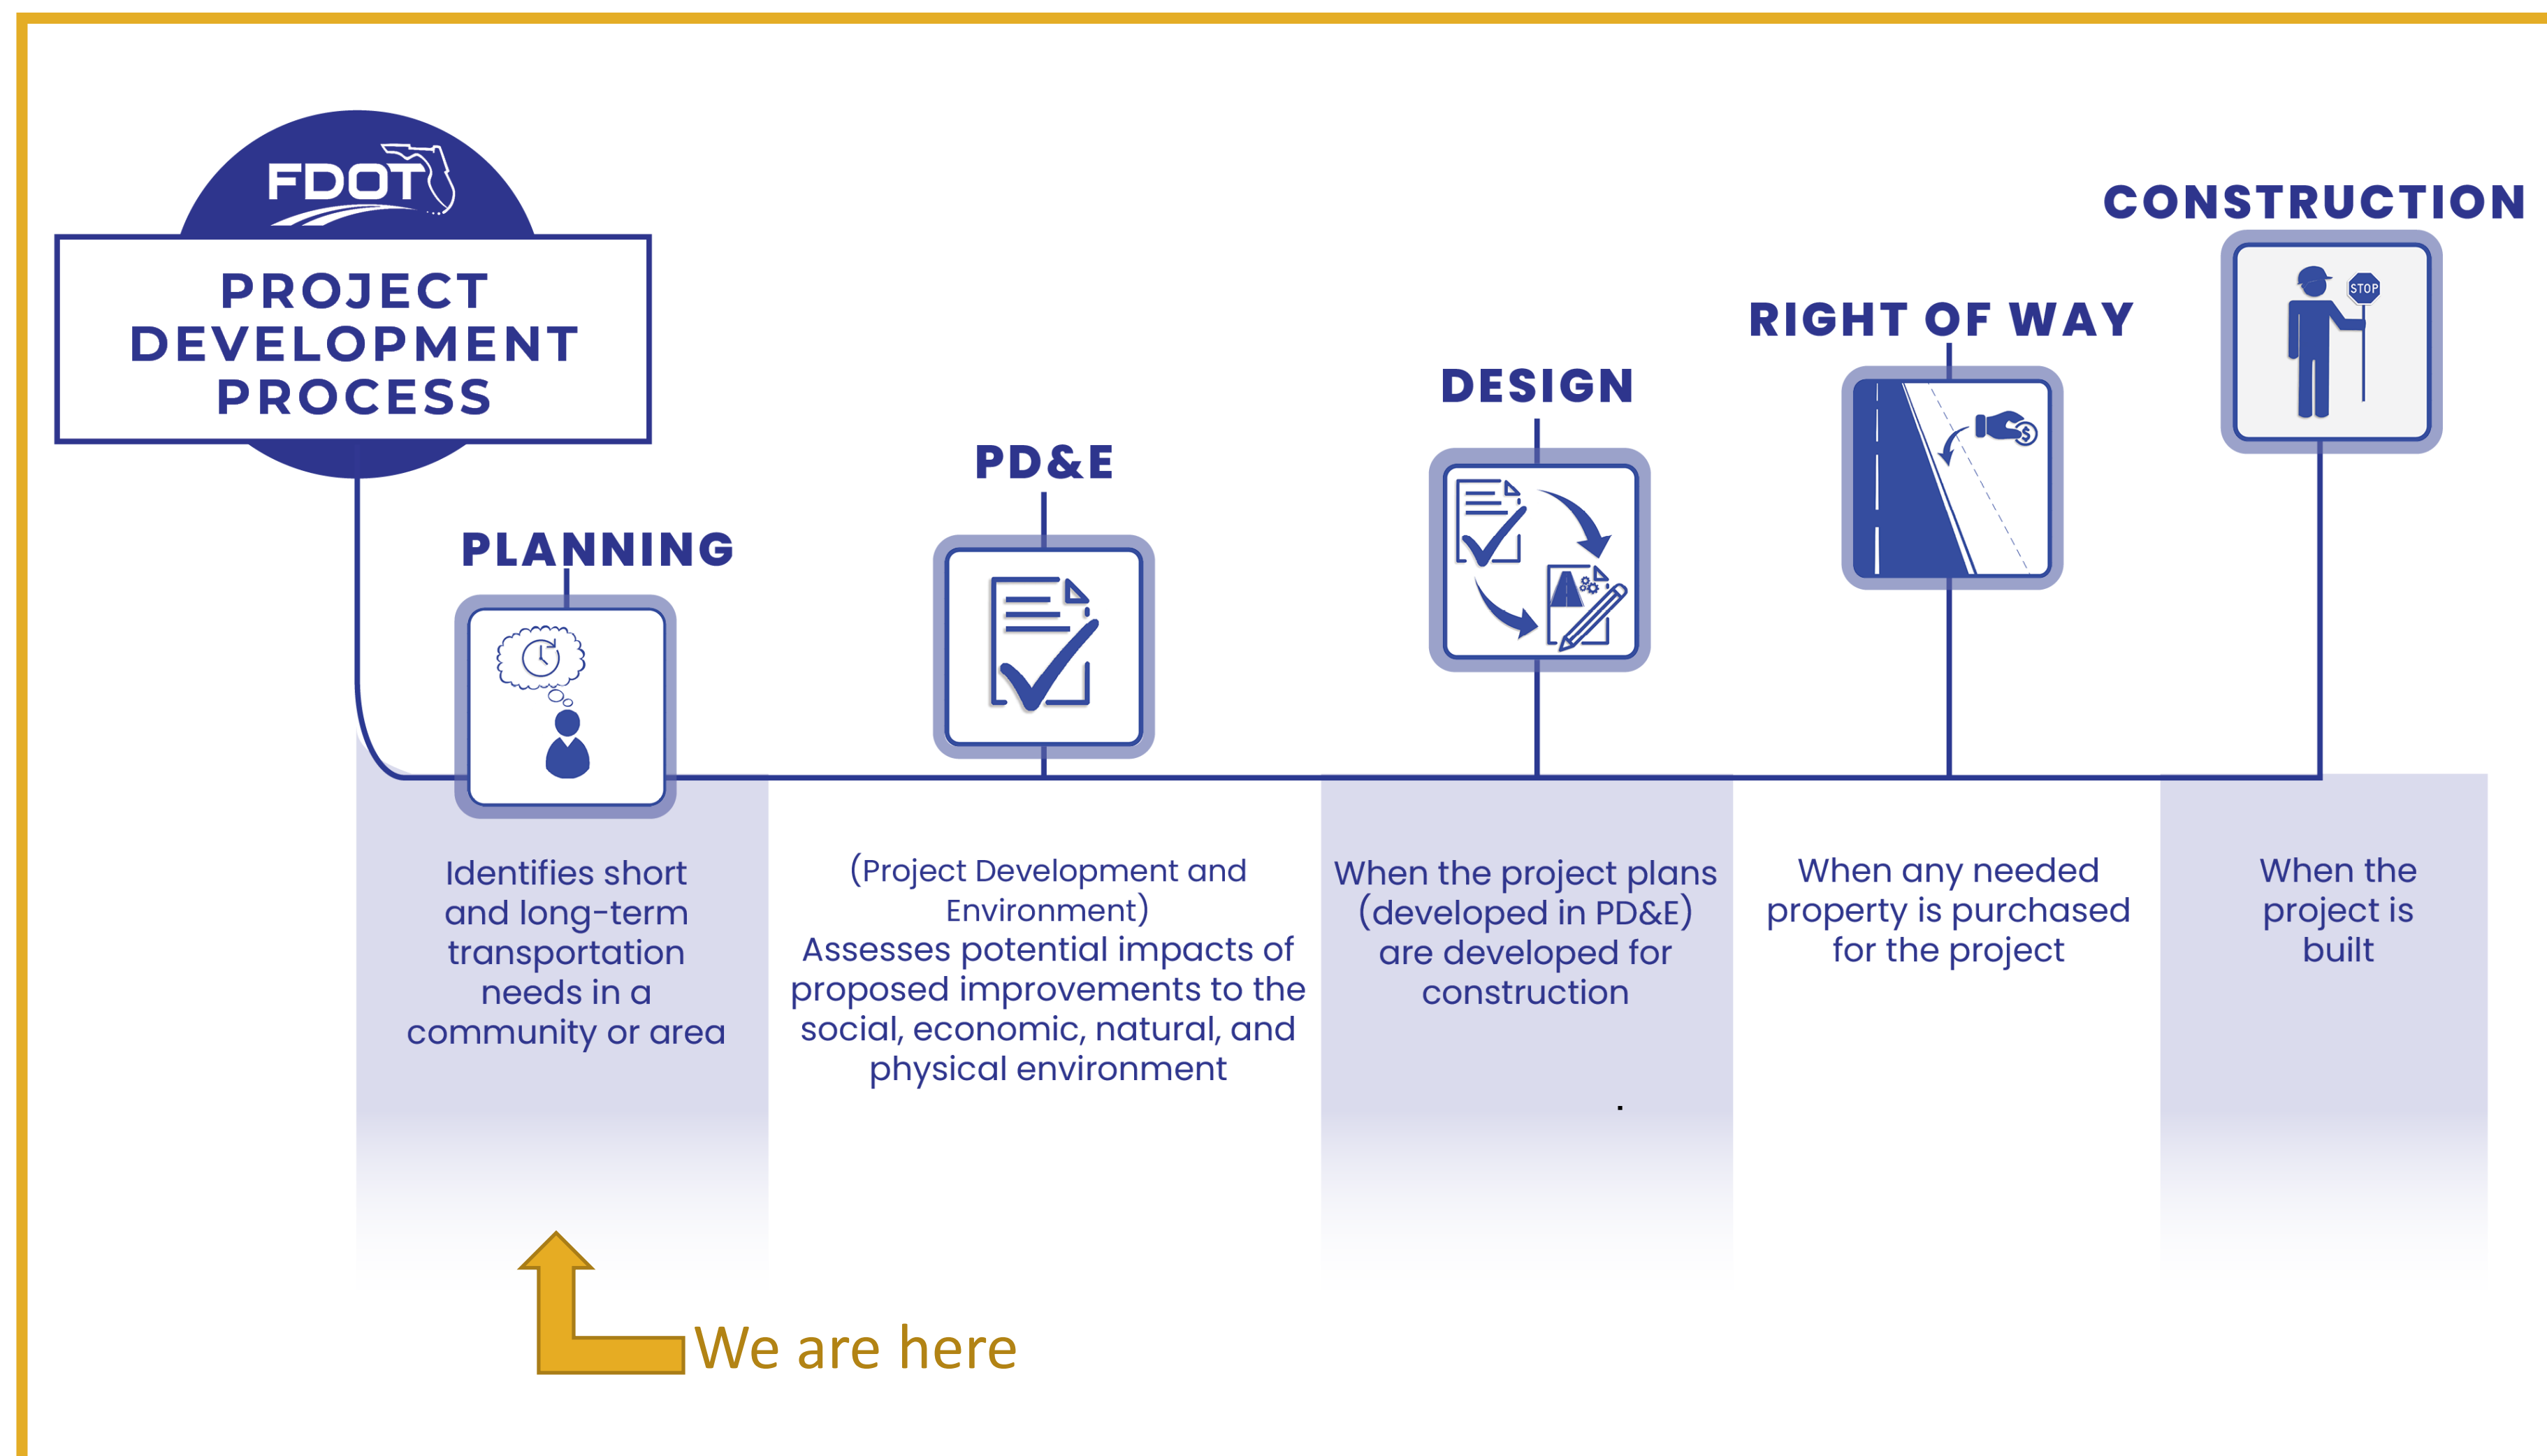 FDOT
PROJECT
DEVELOPMENT
PROCESS
PLANNING
Identifies short
and long-term
transportation
needs in a
community or area
PD&E
(Project Development and
Environment)
Assesses potential impacts of
proposed improvements to the
social, economic, natural, and
physical environment
DESIGN
When the project plans
(developed in PD&E)
are developed for
construction
.
RIGHT OF WAY
$
When any needed
property is purchased
for the project
CONSTRUCTION
STOP
When the
project is
built
We are here